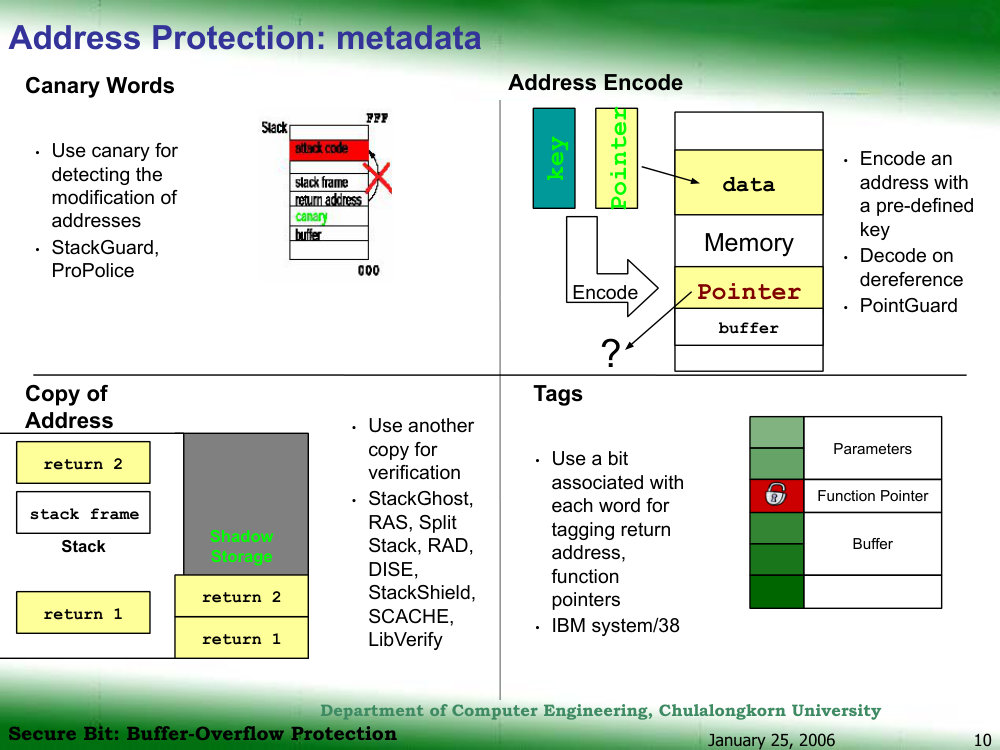 Address Protection: metadata
Canary Words
• Use canary for
detecting the
modification of
addresses
• StackGuard,
ProPolice
Stack
FFF
attack code
stack frame
return address
canary
buffer
000
Address Encode
key
Pointer
data
Memory
Pointer
buffer
Encode
?
• Encode an
address with
a pre-defined
key
• Decode on
dereference
• PointGuard
Copy of
Address
return 2
stack frame
Stack
return 1
Shadow
Storage
return 2
return 1
• Use another
copy for
verification
• StackGhost,
RAS, Split
Stack, RAD,
DISE,
StackShield,
SCACHE,
LibVerify
Tags
• Use a bit
associated with
each word for
tagging return
address,
function
pointers
• IBM system/38
Parameters
Function Pointer
Buffer
Department of Computer Engineering, Chulalongkorn University
Secure Bit: Buffer-Overflow Protection
January 25, 2006
10